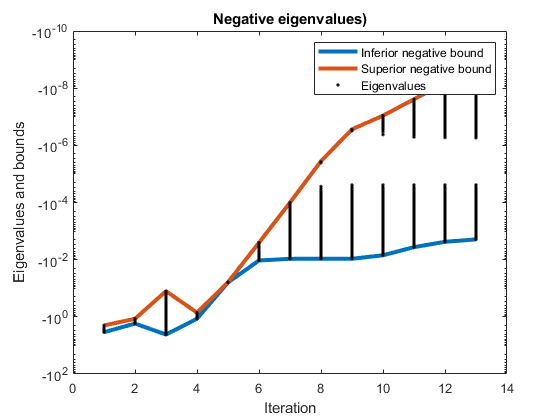 Negative eigenvalues)
-10^-10
-10^-8
-10^-6
-10^-4
-10^-2
-10^0
-10^2
Eigenvalues and bounds
Inferior negative bound
Superior negative bound
Eigenvalues
0 2 4 6 8 10 12 14
Iteration